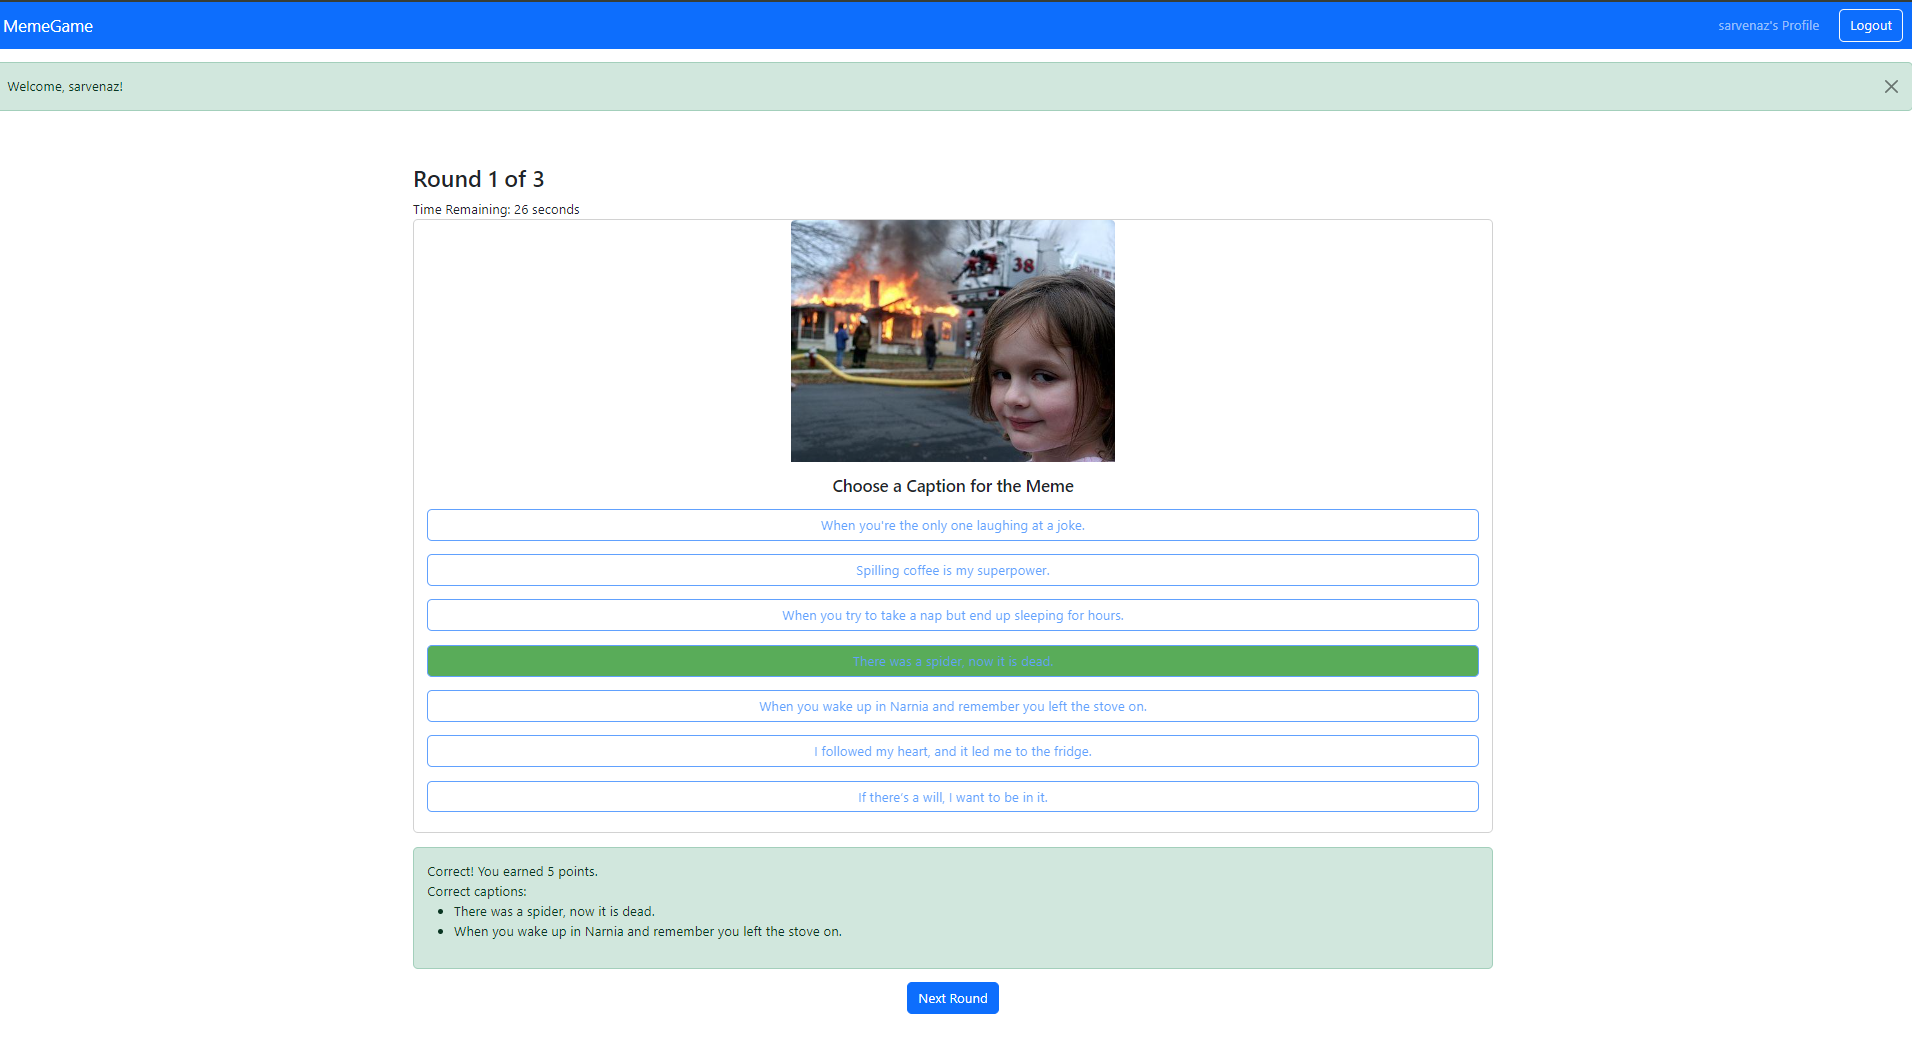 MemeGame
sarvenaz's Profile
Logout
Welcome, sarvenaz!
Round 1 of 3
Time Remaining: 26 seconds
38
Choose a Caption for the Meme
When you're the only one laughing at a joke.
Spilling coffee is my superpower.
When you try to take a nap but end up sleeping for hours.
There was a spider, now it is dead.
When you wake up in Narnia and remember you left the stove on.
I followed my heart, and it led me to the fridge.
If there's a will, I want to be in it.
Correct! You earned 5 points.
Correct captions:
There was a spider, now it is dead.
When you wake up in Narnia and remember you left the stove on.
Next Round